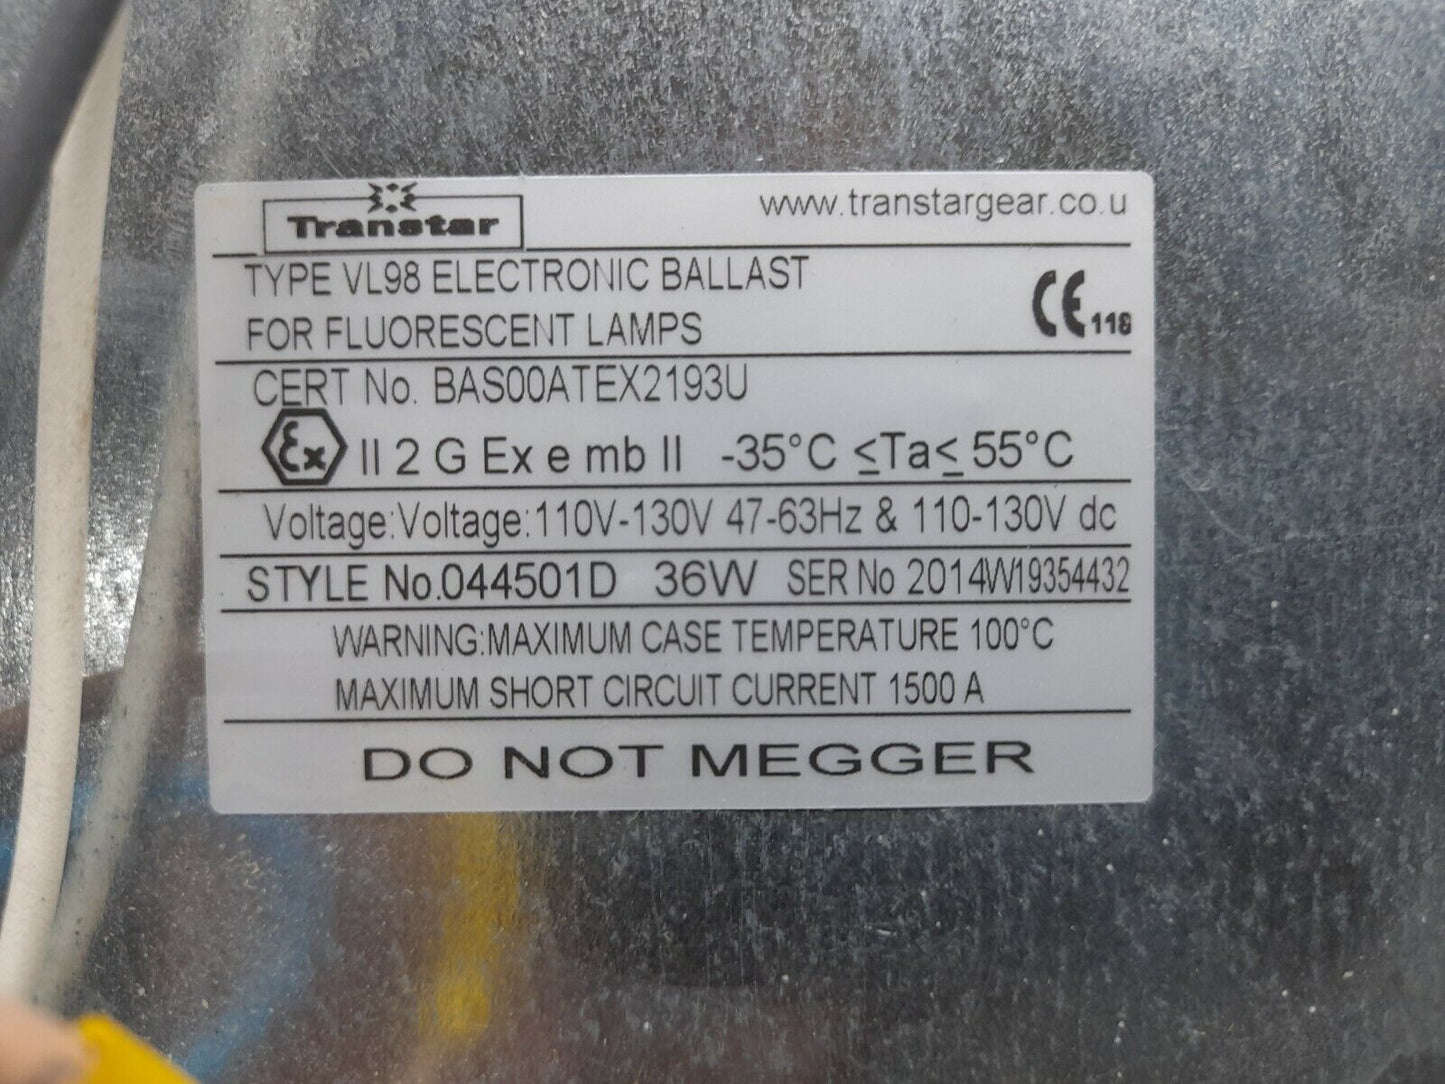 Transtar
www.transtargear.co.u
TYPE VL98 ELECTRONIC BALLAST
FOR FLUORESCENT LAMPS
CE 118
CERT No. BAS00ATEX2193U
Ex II 2 G Ex e mb II -35°C ≤Ta≤ 55°C
Voltage:Voltage:110V-130V 47-63Hz & 110-130V dc
STYLE No.044501D 36W SER No 2014W19354432
WARNING:MAXIMUM CASE TEMPERATURE 100°C
MAXIMUM SHORT CIRCUIT CURRENT 1500 A
DO NOT MEGGER